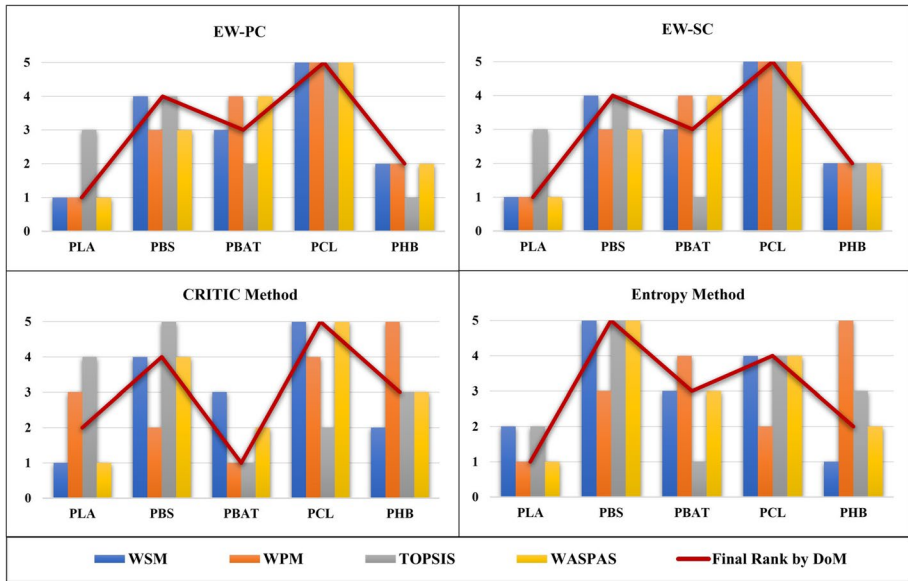 EW-PC
5
4
3
2
1
0
PLA PBS PBAT PCL PHB
EW-SC
5
4
3
2
1
0
PLA PBS PBAT PCL PHB
CRITIC Method
5
4
3
2
1
0
PLA PBS PBAT PCL PHB
Entropy Method
5
4
3
2
1
0
PLA PBS PBAT PCL PHB
WSM WPM TOPSIS WASPAS Final Rank by DoM